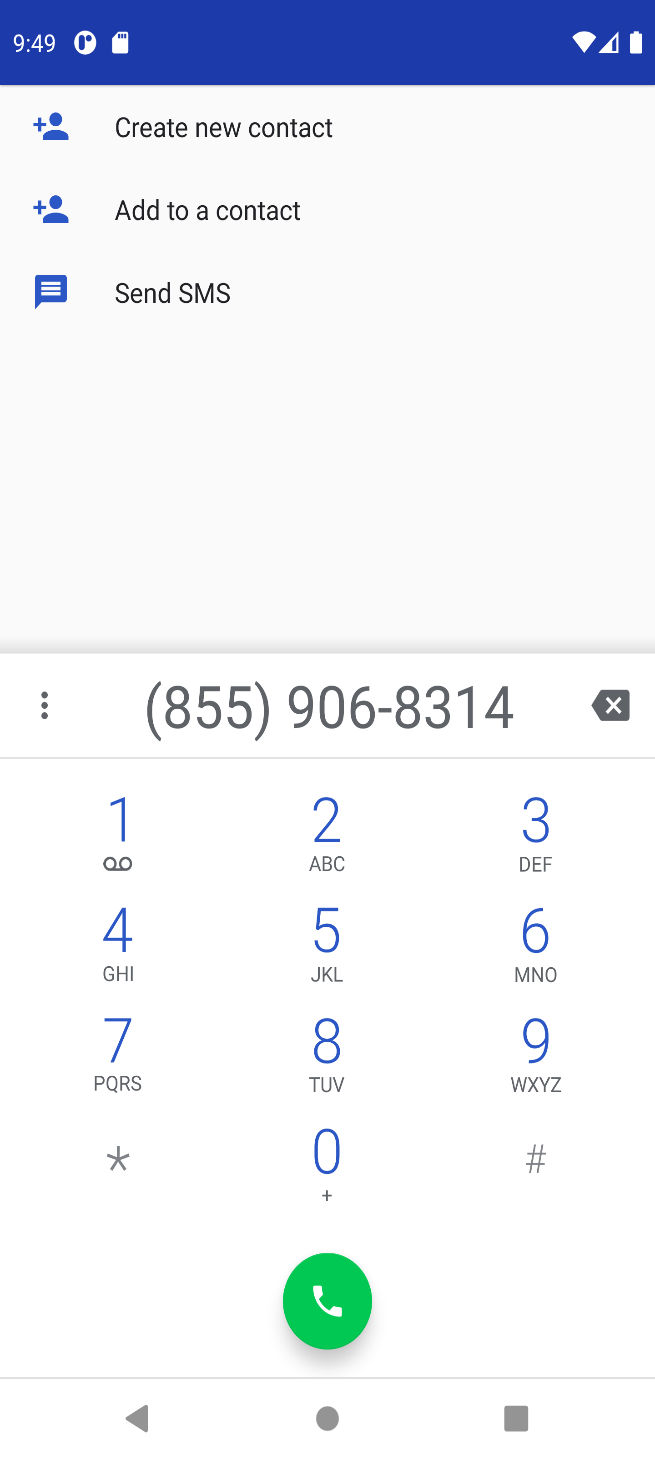 9:49
Create new contact
Add to a contact
Send SMS
(855) 906-8314
1 2 3
ABC DEF
4 5 6
GHI JKL MNO
7 8 9
PQRS TUV WXYZ
* 0 #
+